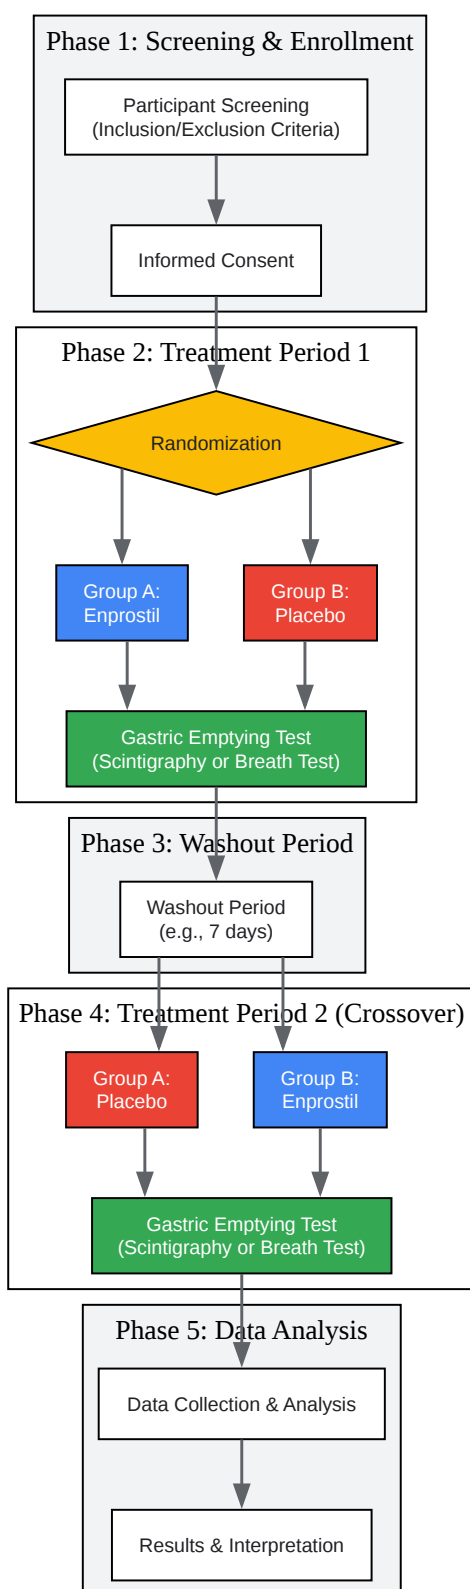 Phase 1: Screening & Enrollment
Participant Screening
(Inclusion/Exclusion Criteria)
Informed Consent
Phase 2: Treatment Period 1
Randomization
Group A:
Enprostil
Group B:
Placebo
Gastric Emptying Test
(Scintigraphy or Breath Test)
Phase 3: Washout Period
Washout Period
(e.g., 7 days)
Phase 4: Treatment Period 2 (Crossover)
Group A:
Placebo
Group B:
Enprostil
Gastric Emptying Test
(Scintigraphy or Breath Test)
Phase 5: Data Analysis
Data Collection & Analysis
Results & Interpretation